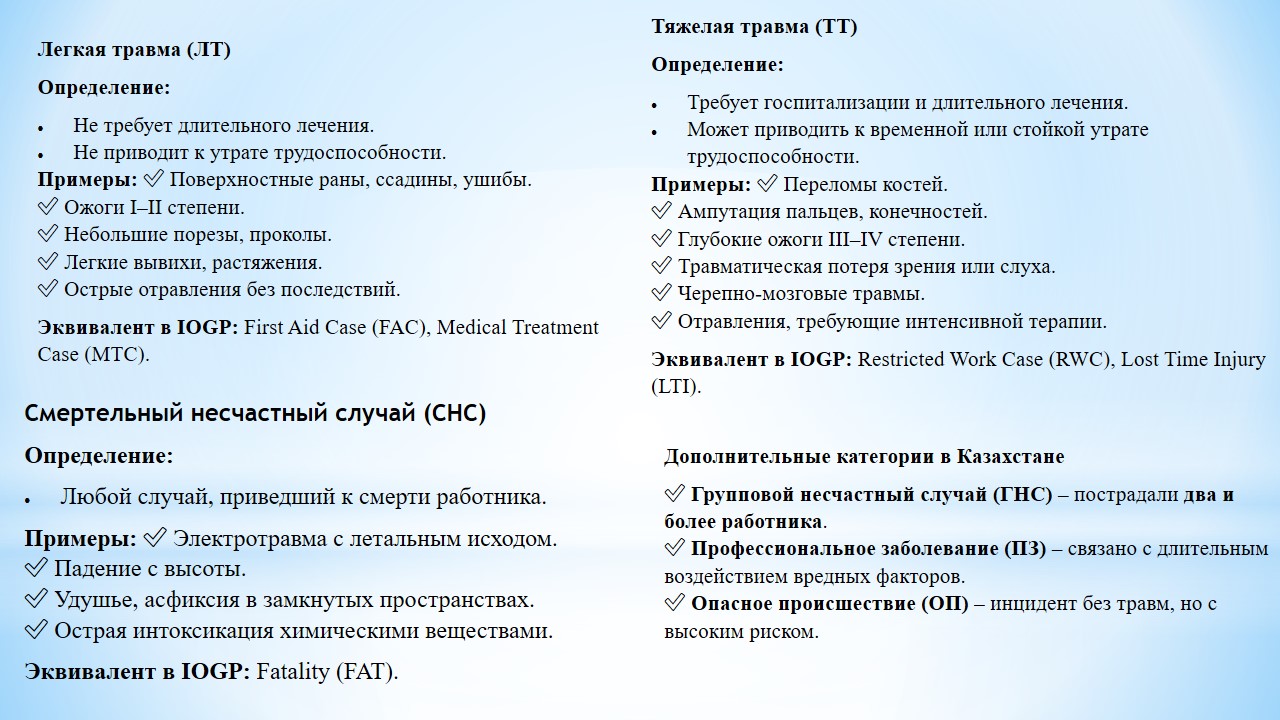 Легкая травма (ЛТ)
Определение:
• Не требует длительного лечения.
• Не приводит к утрате трудоспособности.
Примеры: ✅ Поверхностные раны, ссадины, ушибы.
✅ Ожоги I–II степени.
✅ Небольшие порезы, проколы.
✅ Легкие вывихи, растяжения.
✅ Острые отравления без последствий.
Эквивалент в IOGP: First Aid Case (FAC), Medical Treatment
Case (MTC).
Смертельный несчастный случай (СНС)
Определение:
• Любой случай, приведший к смерти работника.
Примеры: ✅ Электротравма с летальным исходом.
✅ Падение с высоты.
✅ Удушье, асфиксия в замкнутых пространствах.
✅ Острая интоксикация химическими веществами.
Эквивалент в IOGP: Fatality (FAT).
Тяжелая травма (ТТ)
Определение:
• Требует госпитализации и длительного лечения.
• Может приводить к временной или стойкой утрате
трудоспособности.
Примеры: ✅ Переломы костей.
✅ Ампутация пальцев, конечностей.
✅ Глубокие ожоги III–IV степени.
✅ Травматическая потеря зрения или слуха.
✅ Черепно-мозговые травмы.
✅ Отравления, требующие интенсивной терапии.
Эквивалент в IOGP: Restricted Work Case (RWC), Lost Time Injury
(LTI).
Дополнительные категории в Казахстане
✅ Групповой несчастный случай (ГНС) – пострадали два и
более работника.
✅ Профессиональное заболевание (ПЗ) – связано с длительным
воздействием вредных факторов.
✅ Опасное происшествие (ОП) – инцидент без травм, но с
высоким риском.